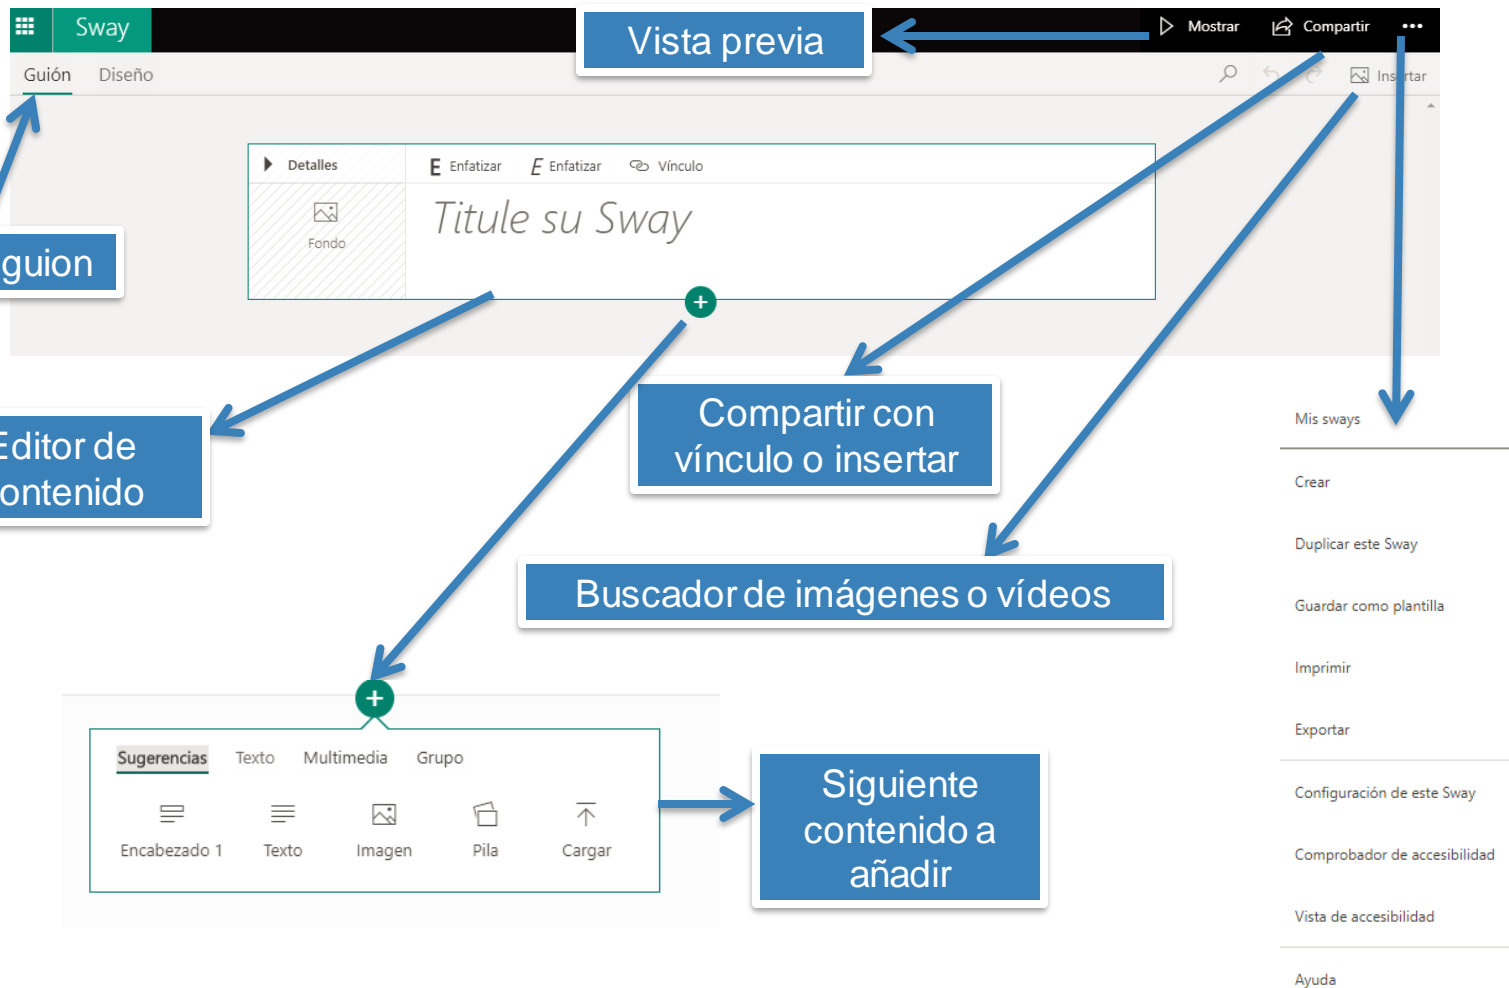 Sway
Vista previa
Mostrar
Compartir
Guión
Diseño
Insertar
Detalles
E Enfatizar
E Enfatizar
Vínculo
Titule su Sway
Fondo
guion
Editor de
contenido
Compartir con
vínculo o insertar
Buscador de imágenes o vídeos
Mis sways
Crear
Duplicar este Sway
Guardar como plantilla
Imprimir
Exportar
Configuración de este Sway
Comprobador de accesibilidad
Vista de accesibilidad
Ayuda
Sugerencias
Texto
Multimedia
Grupo
Encabezado 1
Texto
Imagen
Pila
Cargar
Siguiente
contenido a
añadir